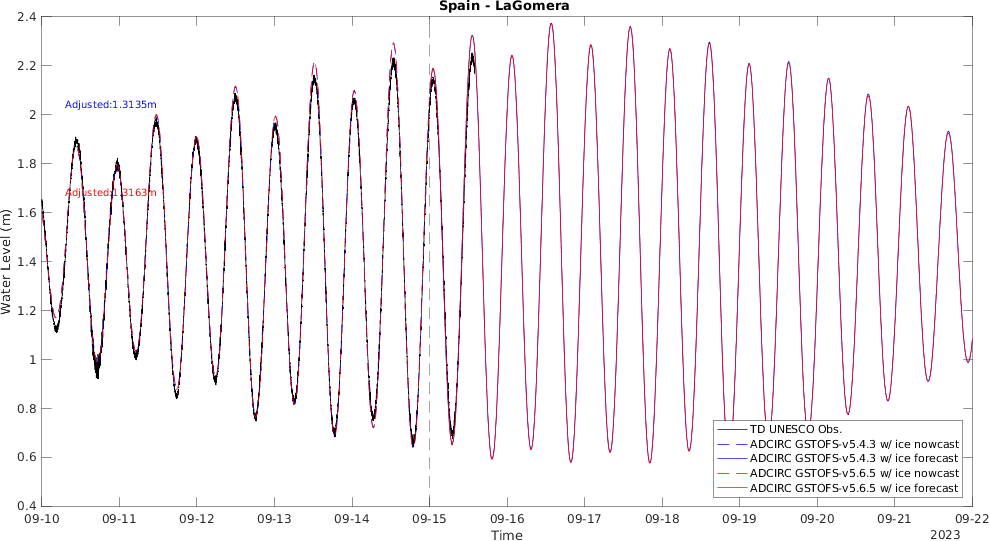 Spain - LaGomera
2.4
2.2
2
1.8
1.6
1.4
1.2
1
0.8
0.6
0.4
Water Level (m)
Adjusted:1.3135m
Adjusted:1.3163m
TD UNESCO Obs.
ADCIRC GSTOFS-v5.4.3 w/ ice nowcast
ADCIRC GSTOFS-v5.4.3 w/ ice forecast
ADCIRC GSTOFS-v5.6.5 w/ ice nowcast
ADCIRC GSTOFS-v5.6.5 w/ ice forecast
09-10 09-11 09-12 09-13 09-14 09-15 09-16 09-17 09-18 09-19 09-20 09-21 09-22
Time
2023